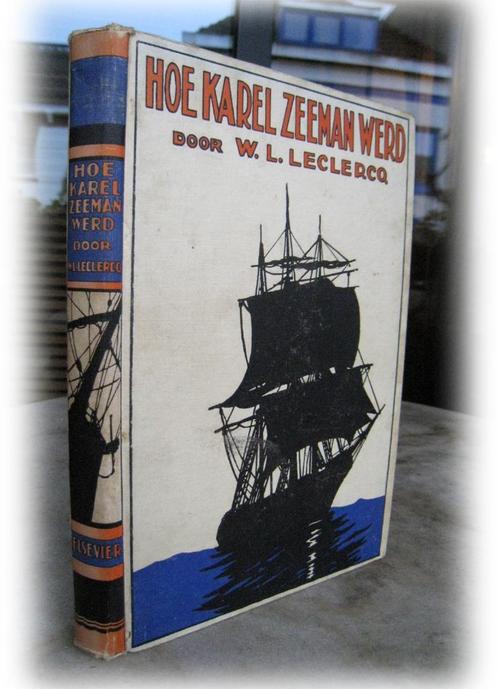 HOE KAREL ZEEMAN WERD
DOOR W. L. LECLERCQ
HOE
KAREL
ZEEMAN
WERD
DOOR
W.L. LECLERCQ
ELSEVIER